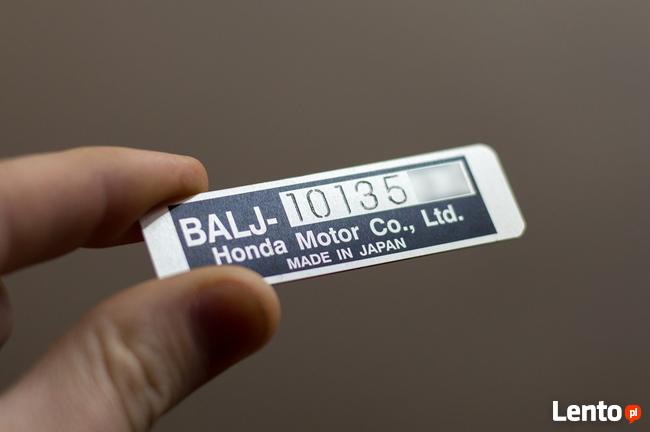 BALJ-10135
Honda Motor Co., Ltd.
MADE IN JAPAN
Lento pl